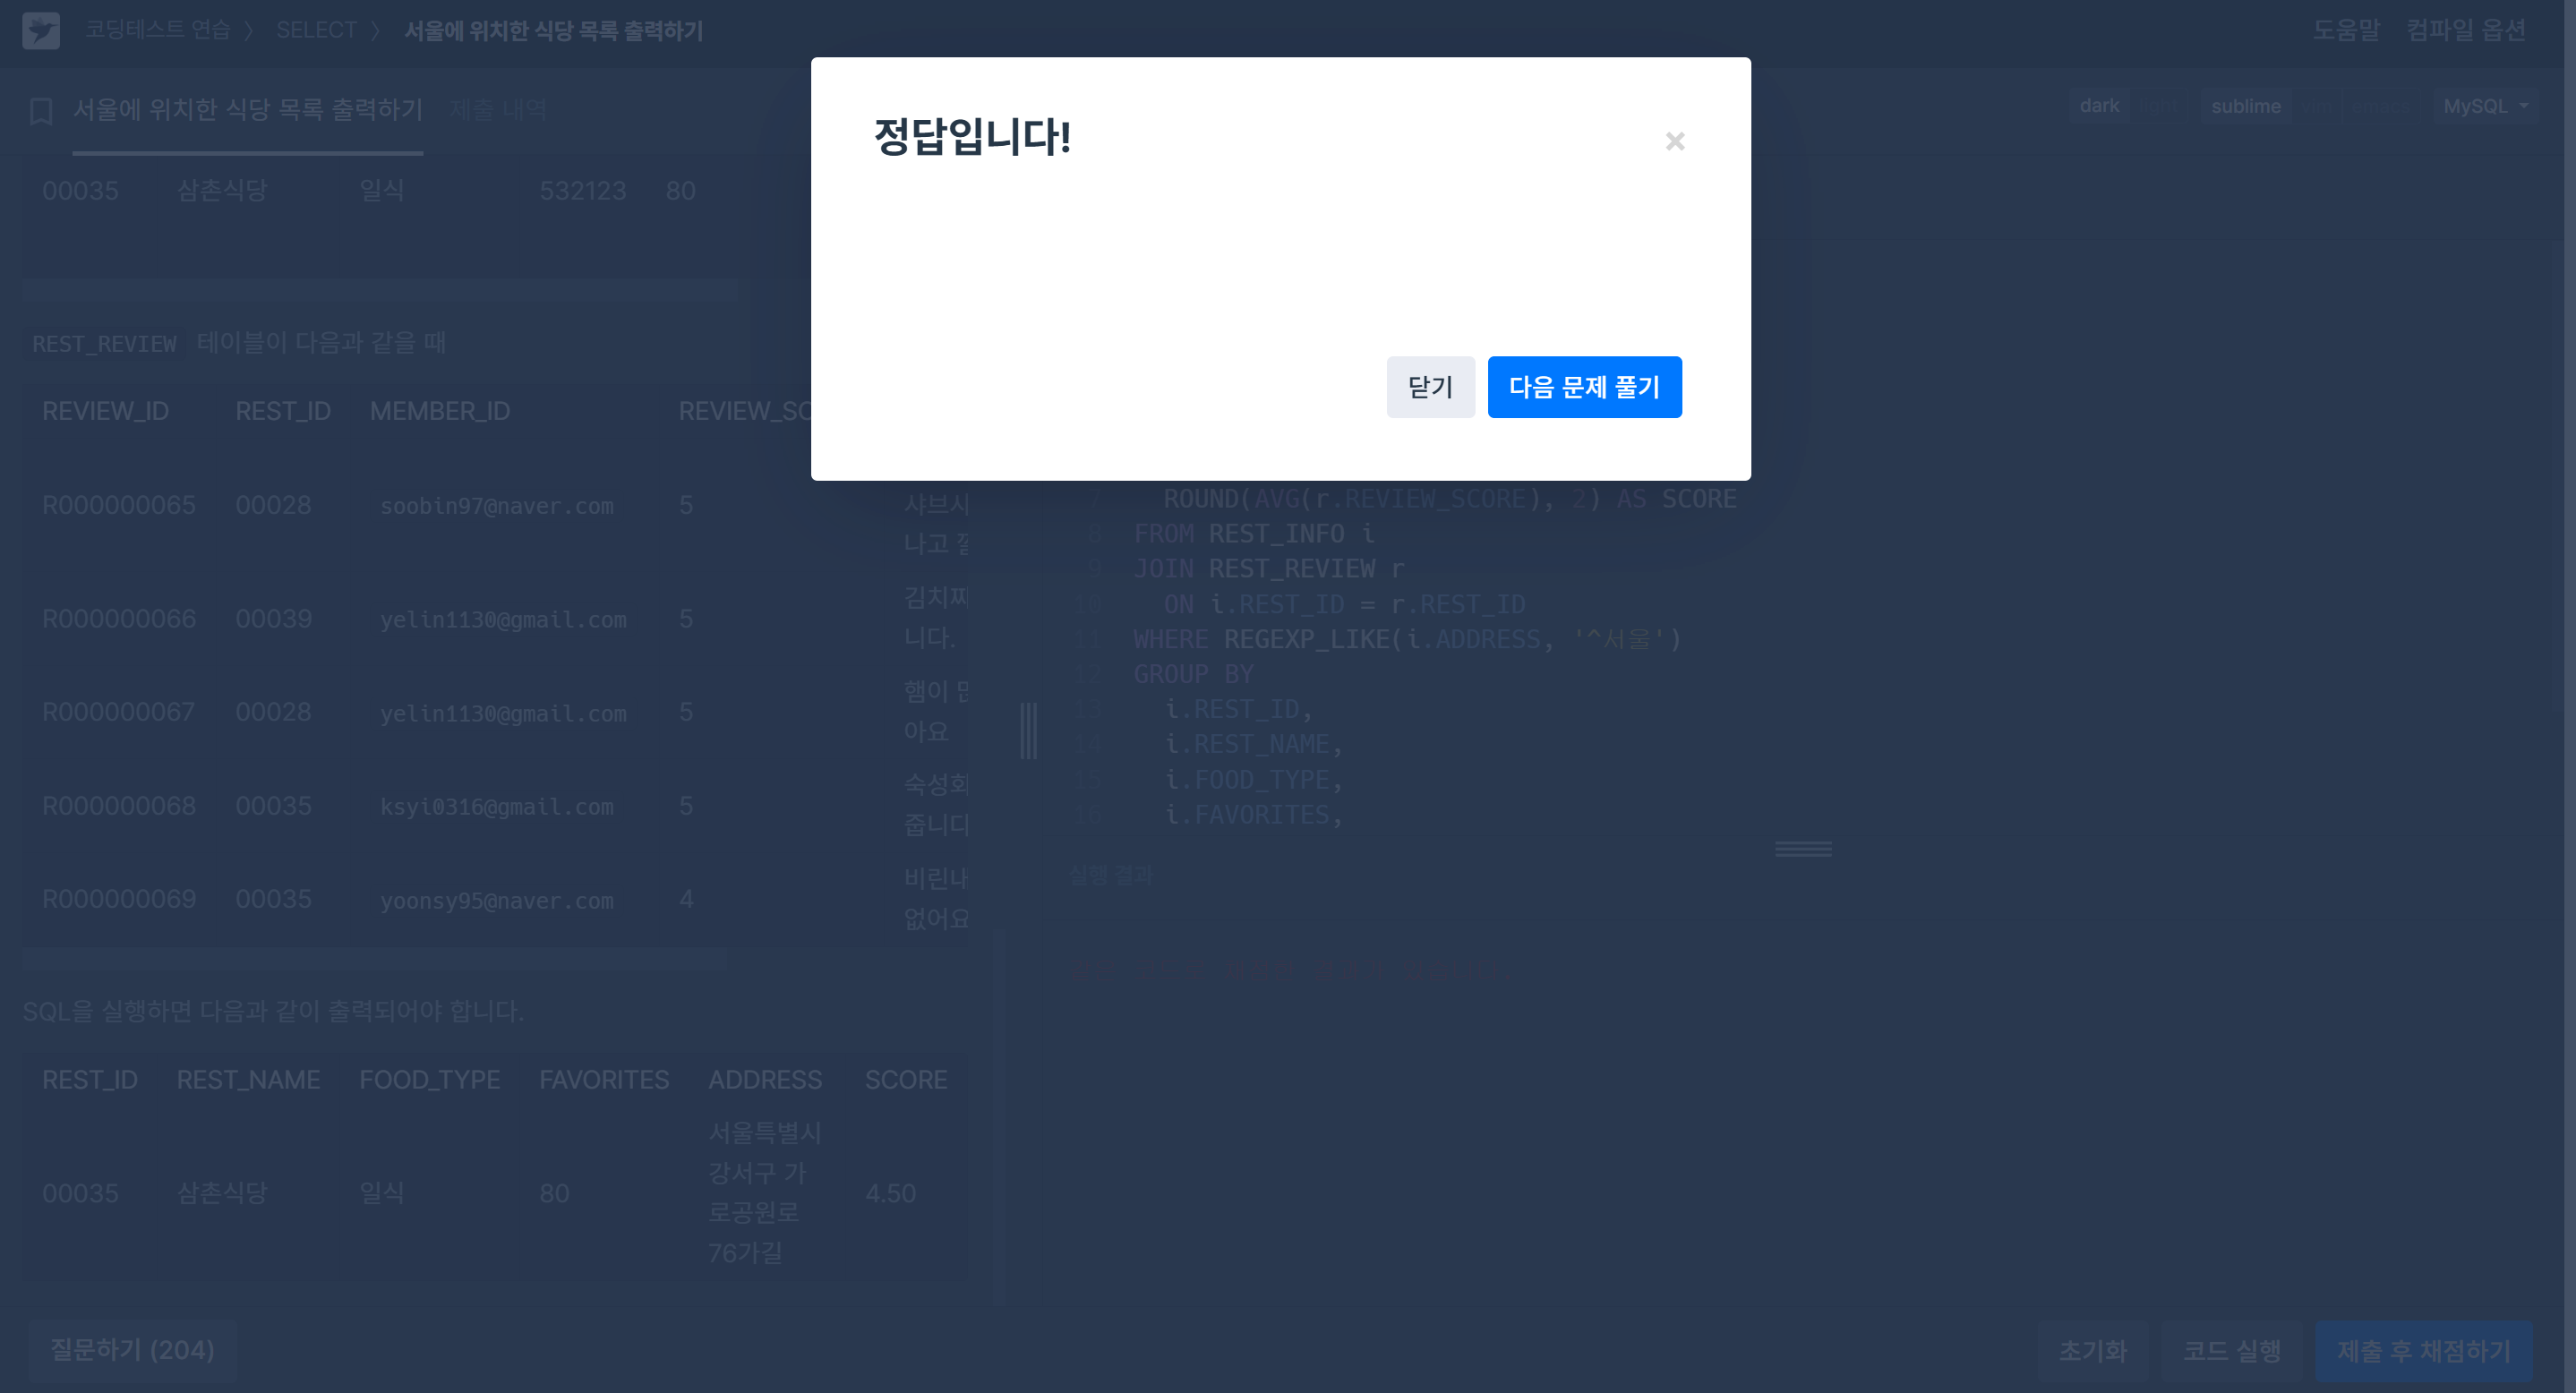 코딩테스트 연습 〉 SELECT 〉 서울에 위치한 식당 목록 출력하기
도움말 컴파일 옵션
서울에 위치한 식당 목록 출력하기 제출 내역
dark light sublime vim emacs MySQL
00035 삼촌식당 일식 532123 80
정답입니다!
×
닫기 다음 문제 풀기
REST_REVIEW 테이블이 다음과 같을 때
REVIEW_ID REST_ID MEMBER_ID REVIEW_SC
R000000065 00028 soobin97@naver.com 5
샤브샤
나고 깔
R000000066 00039 yelin1130@gmail.com 5
김치찌
니다.
R000000067 00028 yelin1130@gmail.com 5
햄이 많
아요
R000000068 00035 ksyi0316@gmail.com 5
숙성회
줍니다
R000000069 00035 yoonsy95@naver.com 4
비린내
없어요
SQL을 실행하면 다음과 같이 출력되어야 합니다.
REST_ID REST_NAME FOOD_TYPE FAVORITES ADDRESS SCORE
00035 삼촌식당 일식 80 서울특별시
강서구 가
로공원로
76가길
4.50
7 ROUND(AVG(r.REVIEW_SCORE), 2) AS SCORE
8 FROM REST_INFO i
9 JOIN REST_REVIEW r
10 ON i.REST_ID = r.REST_ID
11 WHERE REGEXP_LIKE(i.ADDRESS, '^서울')
12 GROUP BY
13 i.REST_ID,
14 i.REST_NAME,
15 i.FOOD_TYPE,
16 i.FAVORITES,
실행 결과
질문하기 (204)
초기화 코드 실행 제출 후 채점하기